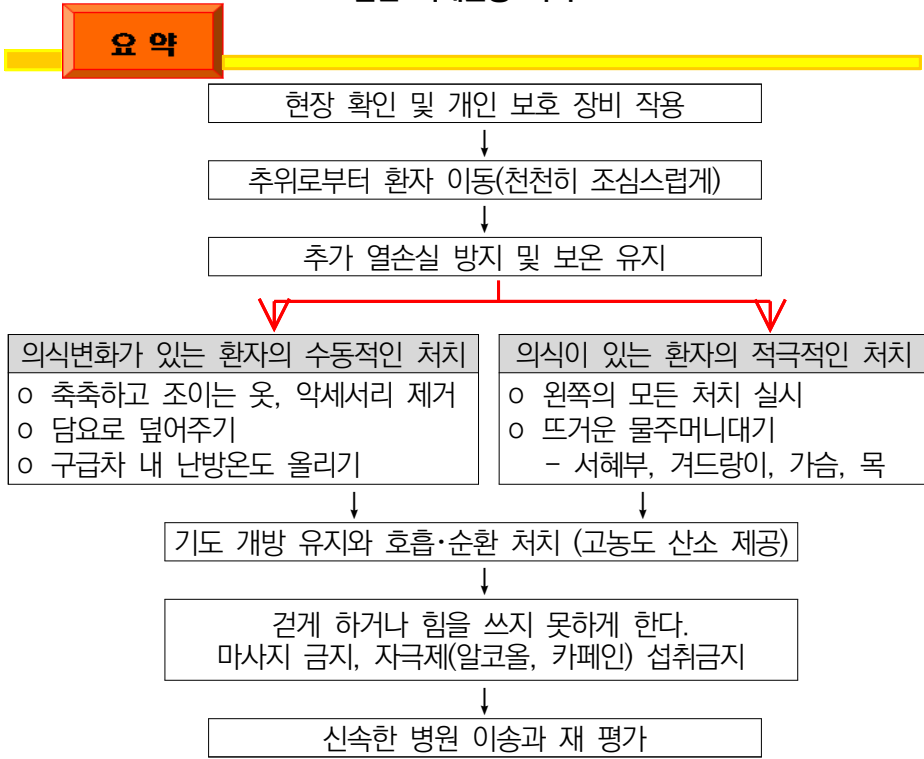 요 약
현장 확인 및 개인 보호 장비 작용
추위로부터 환자 이동(천천히 조심스럽게)
추가 열손실 방지 및 보온 유지
의식변화가 있는 환자의 수동적인 처치
o 축축하고 조이는 옷, 악세서리 제거
o 담요로 덮어주기
o 구급차 내 난방온도 올리기
의식이 있는 환자의 적극적인 처치
o 왼쪽의 모든 처치 실시
o 뜨거운 물주머니대기
- 서혜부, 겨드랑이, 가슴, 목
기도 개방 유지와 호흡·순환 처치 (고농도 산소 제공)
걷게 하거나 힘을 쓰지 못하게 한다.
마사지 금지, 자극제(알코올, 카페인) 섭취금지
신속한 병원 이송과 재 평가